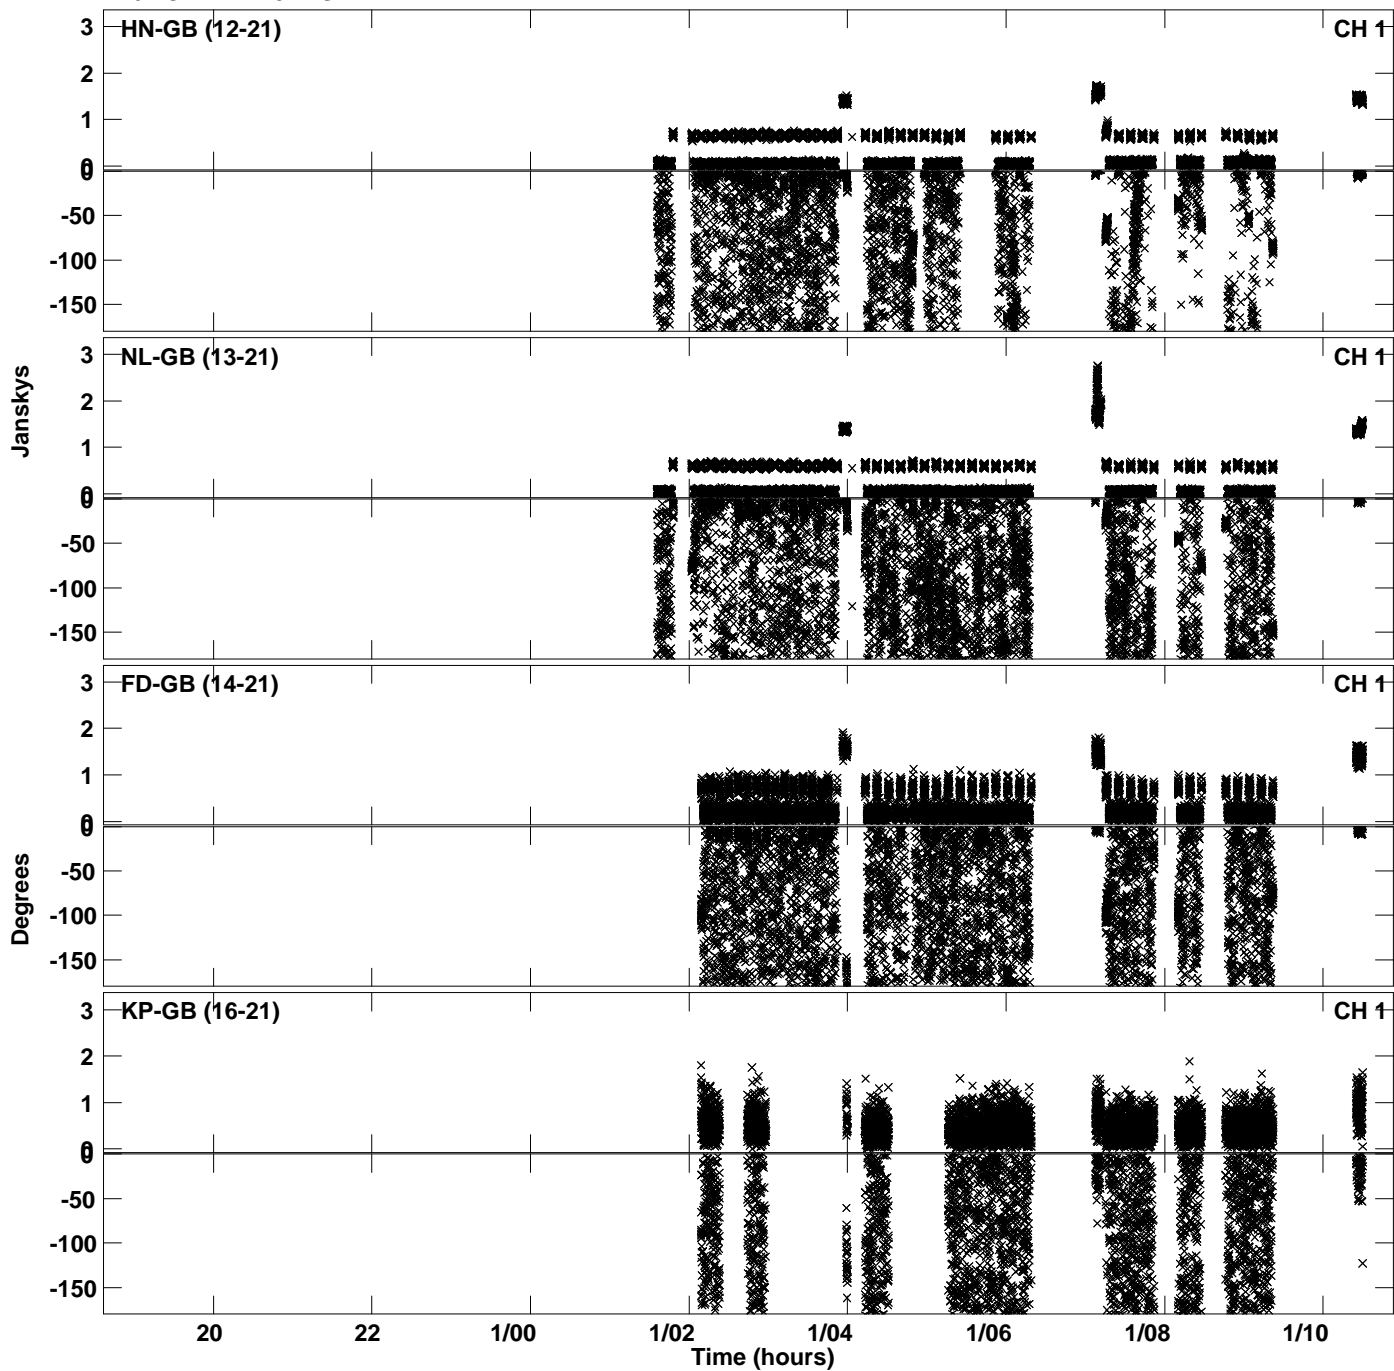 HN-GB (12-21)
CH 1
3
2
1
0
0
-50
-100
-150
NL-GB (13-21)
CH 1
3
2
1
0
0
-50
-100
-150
Janskys
FD-GB (14-21)
CH 1
3
2
1
0
0
-50
-100
-150
Degrees
KP-GB (16-21)
CH 1
3
2
1
0
0
-50
-100
-150
20 22 1/00 1/02 1/04 1/06 1/08 1/10
Time (hours)